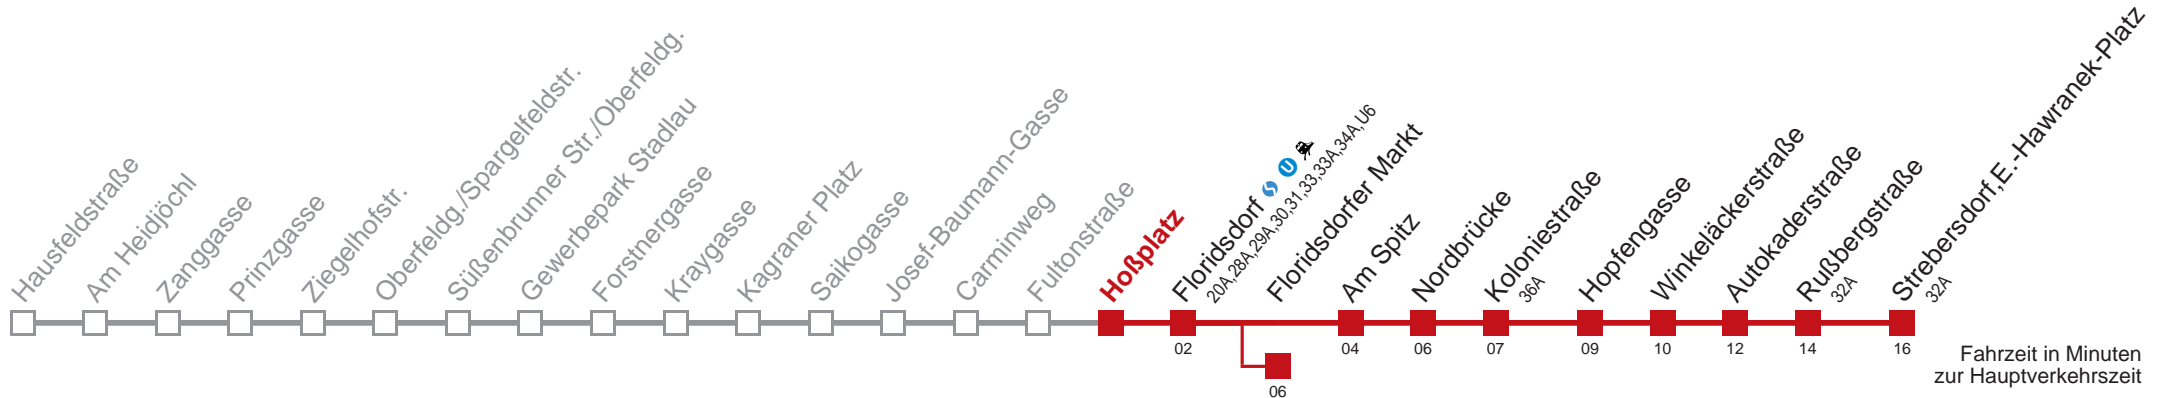 Hausfeldstraße
Am Heidjöchl
Zanggasse
Prinzgasse
Ziegelhofstr.
Oberfeldg./Spargelfeldstr.
Süßenbrunner Str./Oberfeldg.
Gewerbepark Stadlau
Forstnergasse
Kraygasse
Kagraner Platz
Saikogasse
Josef-Baumann-Gasse
Carminweg
Fultonstraße
Hoßplatz
Floridsdorf S U
20A,28A,29A,30,31,33,33A,34A,U6
Floridsdorfer Markt
Am Spitz
Nordbrücke
Koloniestraße
36A
Hopfengasse
Winkeläckerstraße
Autokaderstraße
Rußbergstraße
32A
Strebersdorf,E.-Hawranek-Platz
32A
02
04
06
07
09
10
12
14
16
06
Fahrzeit in Minuten
zur Hauptverkehrszeit